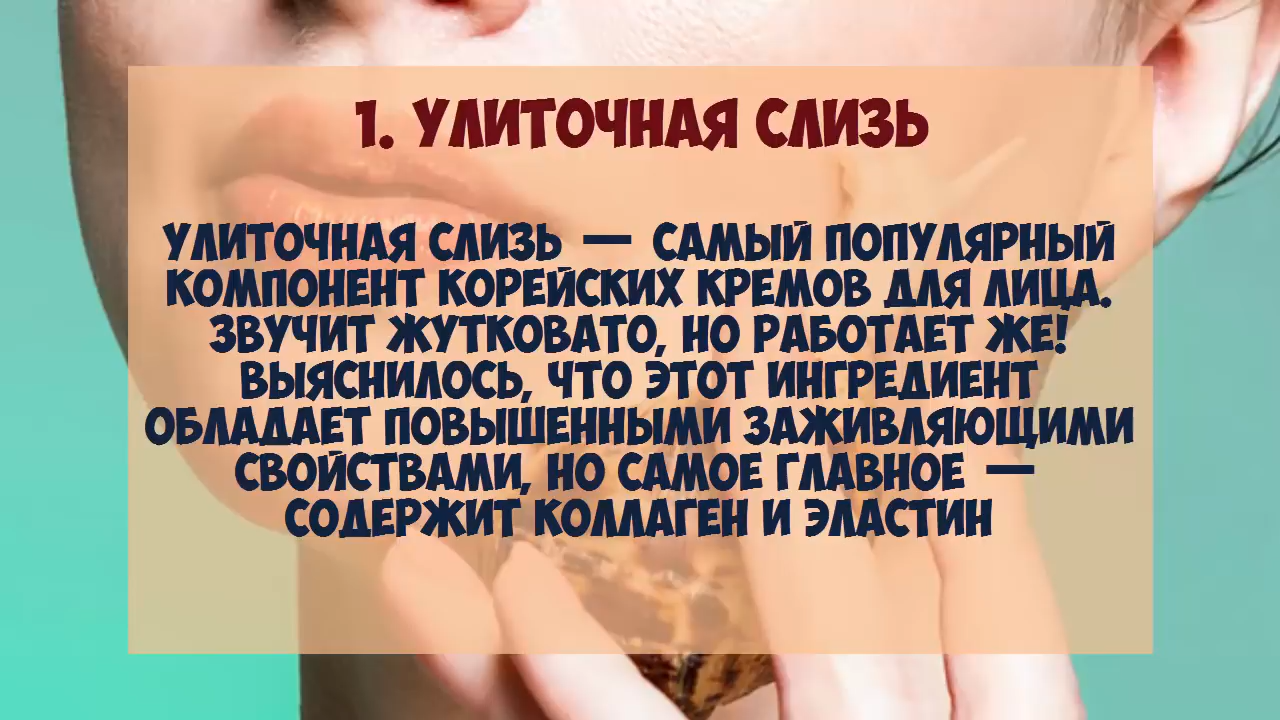 1. УЛИТОЧНАЯ СЛИЗЬ
УЛИТОЧНАЯ СЛИЗЬ — САМЫЙ ПОПУЛЯРНЫЙ
КОМПОНЕНТ КОРЕЙСКИХ КРЕМОВ ДЛЯ ЛИЦА.
ЗВУЧИТ ЖУТКОВАТО, НО РАБОТАЕТ ЖЕ!
ВЫЯСНИЛОСЬ, ЧТО ЭТОТ ИНГРЕДИЕНТ
ОБЛАДАЕТ ПОВЫШЕННЫМИ ЗАЖИВЛЯЮЩИМИ
СВОЙСТВАМИ, НО САМОЕ ГЛАВНОЕ —
СОДЕРЖИТ КОЛЛАГЕН И ЭЛАСТИН